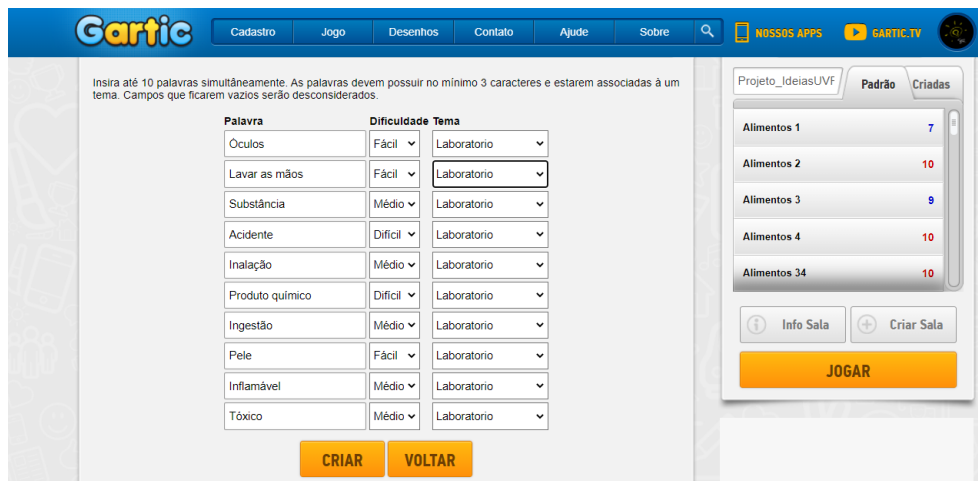 Gartic
Cadastro Jogo Desenhos Contato Ajude Sobre
NOSSOS APPS GARTIC.TV
Insira até 10 palavras simultâneamente. As palavras devem possuir no mínimo 3 caracteres e estarem associadas à um
tema. Campos que ficarem vazios serão desconsiderados.
Palavra Dificuldade Tema
Óculos Fácil Laboratorio
Lavar as mãos Fácil Laboratorio
Substância Médio Laboratorio
Acidente Difícil Laboratorio
Inalação Médio Laboratorio
Produto químico Difícil Laboratorio
Ingestão Médio Laboratorio
Pele Fácil Laboratorio
Inflamável Médio Laboratorio
Tóxico Médio Laboratorio
CRIAR VOLTAR
Projeto_IdeiasUVF Padrão Criadas
Alimentos 1 7
Alimentos 2 10
Alimentos 3 9
Alimentos 4 10
Alimentos 34 10
Info Sala Criar Sala
JOGAR